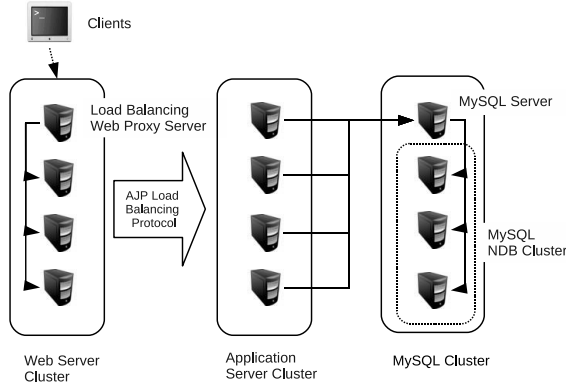 Clients
Load Balancing
Web Proxy Server
MySQL Server
AJP Load
Balancing
Protocol
MySQL
NDB Cluster
Web Server
Cluster
Application
Server Cluster
MySQL Cluster